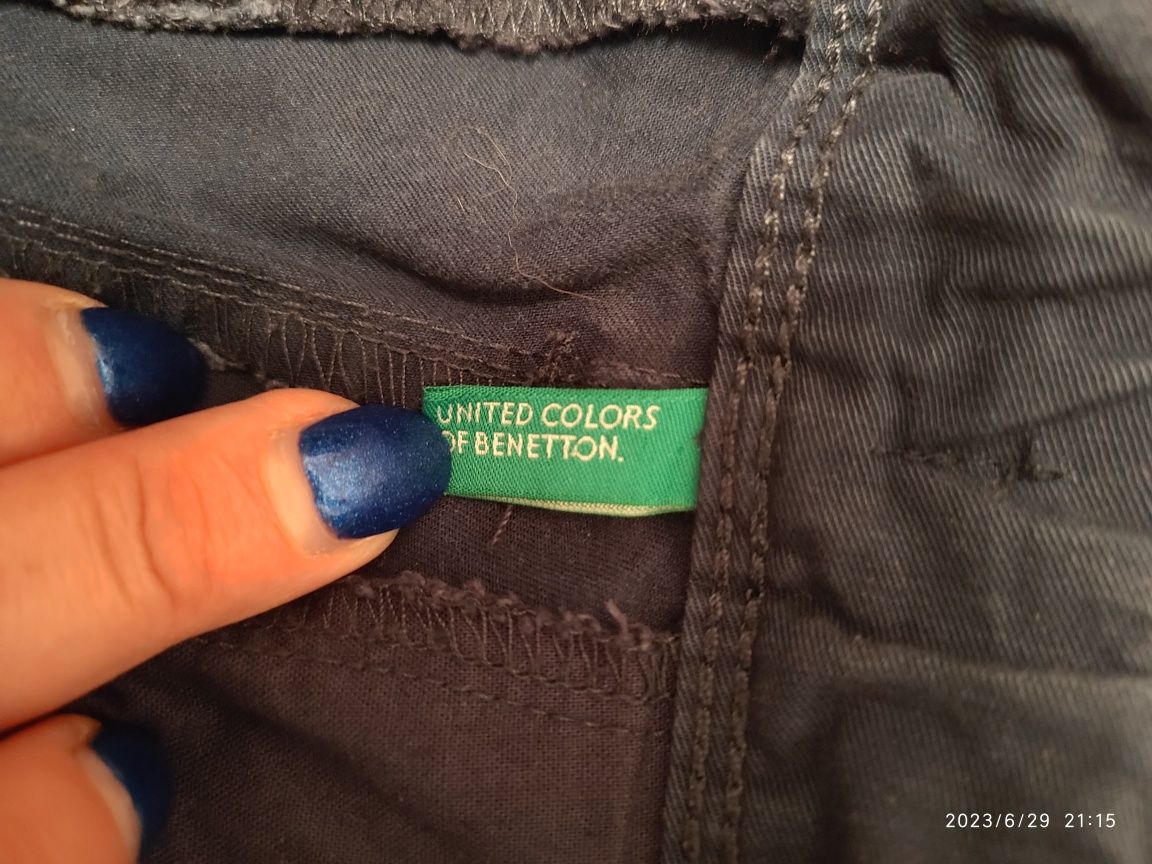 UNITED COLORS
OF BENETTON.
2023/6/29 21:15